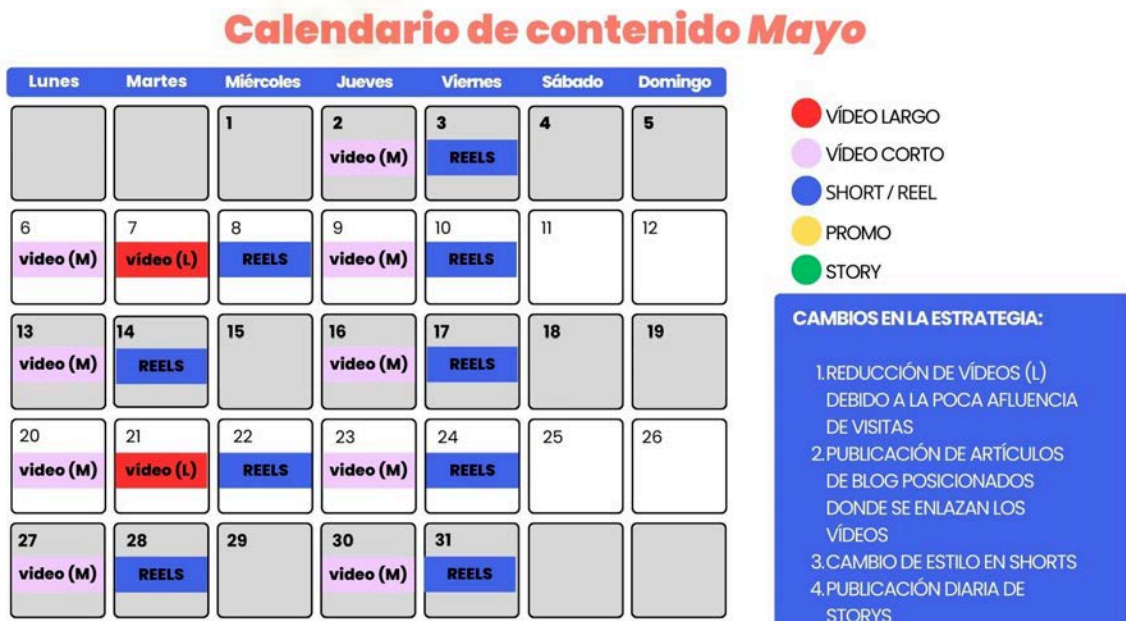 Calendario de contenido Mayo
Lunes Martes Miércoles Jueves Viernes Sábado Domingo
1 2 3 4 5
video (M) REELS
6 7 8 9 10 11 12
video (M) vídeo (L) REELS video (M) REELS
13 14 15 16 17 18 19
video (M) REELS video (M) REELS
20 21 22 23 24 25 26
video (M) vídeo (L) REELS video (M) REELS
27 28 29 30 31
video (M) REELS video (M) REELS
VÍDEO LARGO
VÍDEO CORTO
SHORT / REEL
PROMO
STORY
CAMBIOS EN LA ESTRATEGIA:
1. REDUCCIÓN DE VÍDEOS (L)
DEBIDO A LA POCA AFLUENCIA
DE VISITAS
2. PUBLICACIÓN DE ARTÍCULOS
DE BLOG POSICIONADOS
DONDE SE ENLAZAN LOS
VÍDEOS
3. CAMBIO DE ESTILO EN SHORTS
4. PUBLICACIÓN DIARIA DE
STORYS